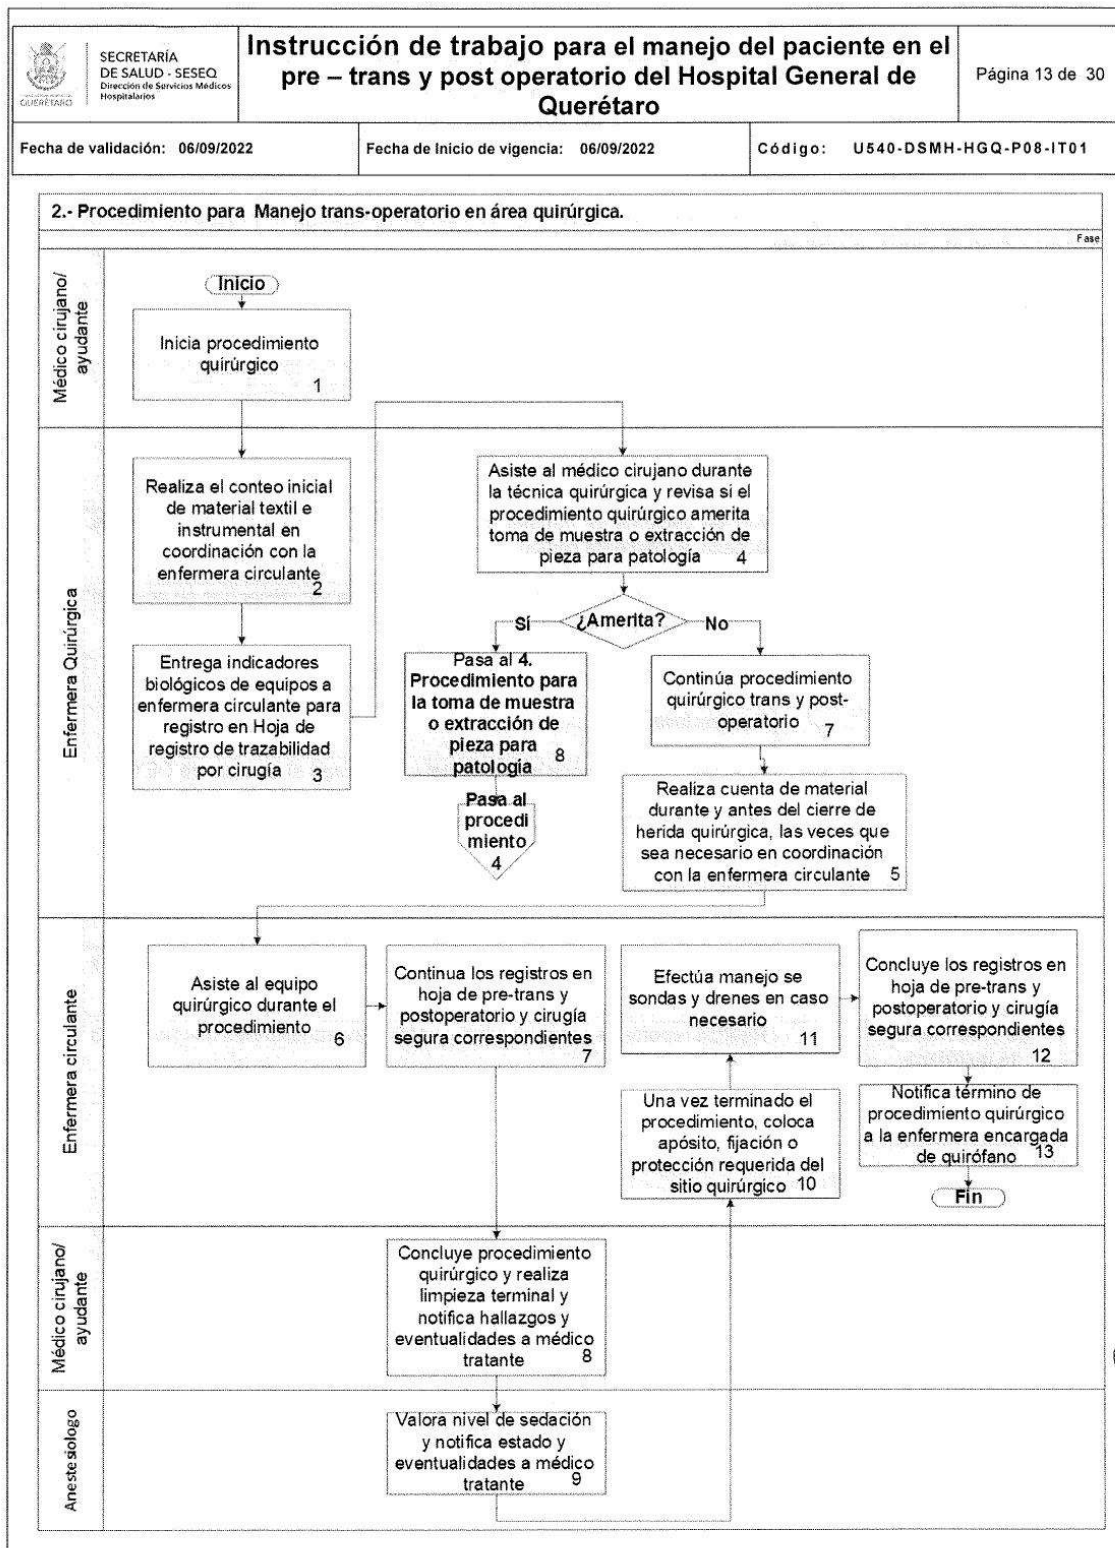 QUERÉTARO
SECRETARÍA
DE SALUD - SESEQ
Dirección de Servicios Médicos
Hospitalarios
Instrucción de trabajo para el manejo del paciente en el
pre – trans y post operatorio del Hospital General de
Querétaro
Página 13 de 30
Fecha de validación: 06/09/2022
Fecha de Inicio de vigencia: 06/09/2022
Código: U540-DSMH-HGQ-P08-IT01
2.- Procedimiento para Manejo trans-operatorio en área quirúrgica.
Fase
Médico cirujano/
ayudante
Inicio
Inicia procedimiento
quirúrgico
1
Enfermera Quirúrgica
Realiza el conteo inicial
de material textil e
instrumental en
coordinación con la
enfermera circulante
2
Entrega indicadores
biológicos de equipos a
enfermera circulante para
registro en Hoja de
registro de trazabilidad
por cirugía 3
Asiste al médico cirujano durante
la técnica quirúrgica y revisa si el
procedimiento quirúrgico amerita
toma de muestra o extracción de
pieza para patología 4
¿Amerita?
Sí
No
Pasa al 4.
Procedimiento para
la toma de muestra
o extracción de
pieza para
patología 8
Pasa al
procedi
miento
4
Continúa procedimiento
quirúrgico trans y post-
operatorio 7
Realiza cuenta de material
durante y antes del cierre de
herida quirúrgica, las veces que
sea necesario en coordinación
con la enfermera circulante 5
Enfermera circulante
Asiste al equipo
quirúrgico durante el
procedimiento 6
Continua los registros en
hoja de pre-trans y
postoperatorio y cirugía
segura correspondientes
7
Efectúa manejo se
sondas y drenes en caso
necesario
11
Concluye los registros en
hoja de pre-trans y
postoperatorio y cirugía
segura correspondientes
12
Una vez terminado el
procedimiento, coloca
apósito, fijación o
protección requerida del
sitio quirúrgico 10
Notifica término de
procedimiento quirúrgico
a la enfermera encargada
de quirófano 13
Fin
Médico cirujano/
ayudante
Concluye procedimiento
quirúrgico y realiza
limpieza terminal y
notifica hallazgos y
eventualidades a médico
tratante 8
Anestesiologo
Valora nivel de sedación
y notifica estado y
eventualidades a médico
tratante 9